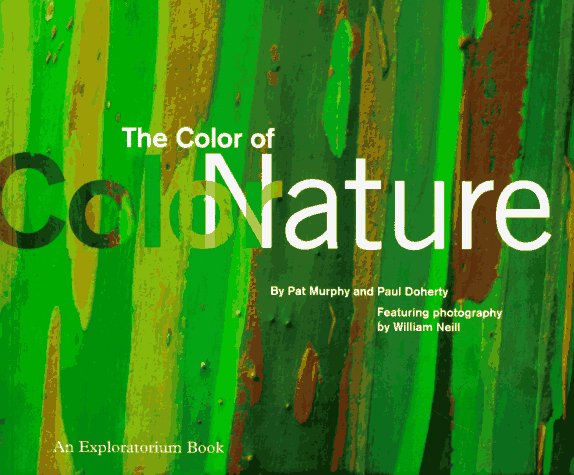 The Color of
Color
Nature
By Pat Murphy and Paul Doherty
Featuring photography
by William Neill
An Exploratorium Book